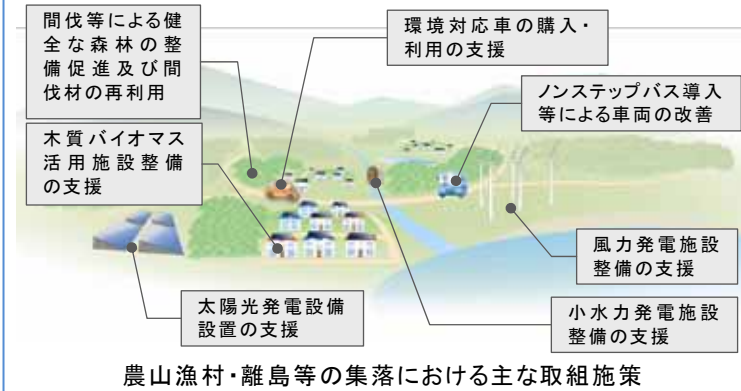 間伐等による健
全な森林の整
備促進及び間
伐材の再利用
環境対応車の購入・
利用の支援
ノンステップバス導入
等による車両の改善
木質バイオマス
活用施設整備
の支援
風力発電施設
整備の支援
太陽光発電設備
設置の支援
小水力発電施設
整備の支援
農山漁村・離島等の集落における主な取組施策